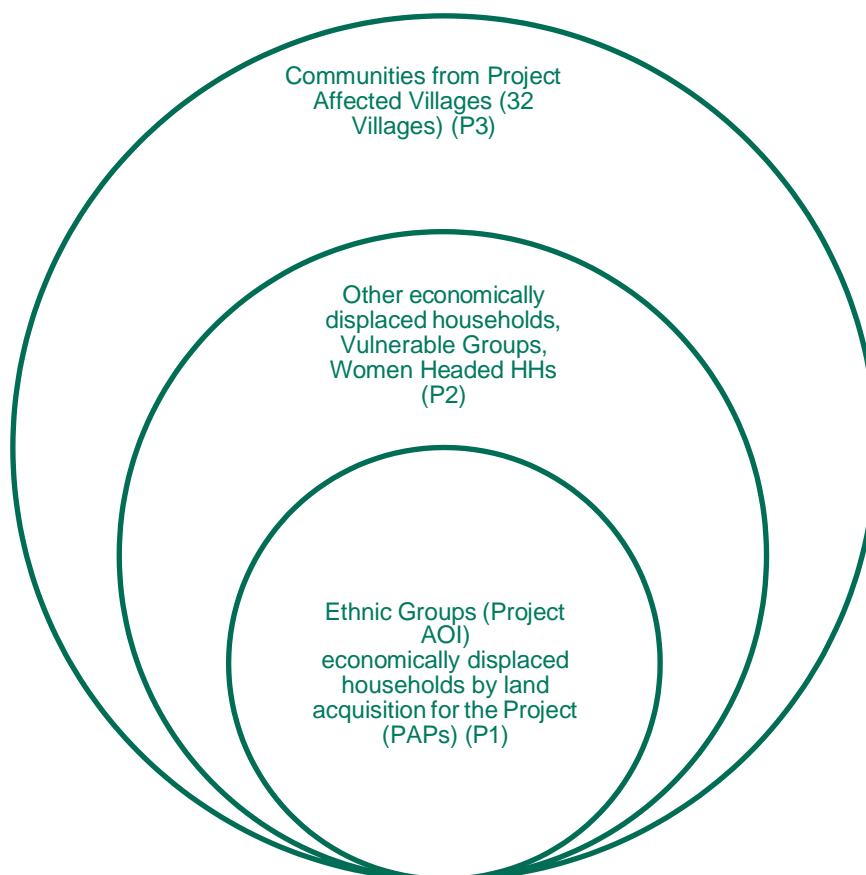 Communities from Project
Affected Villages (32
Villages) (P3)
Other economically
displaced households,
Vulnerable Groups,
Women Headed HHs
(P2)
Ethnic Groups (Project
AOI)
economically displaced
households by land
acquisition for the Project
(PAPs) (P1)